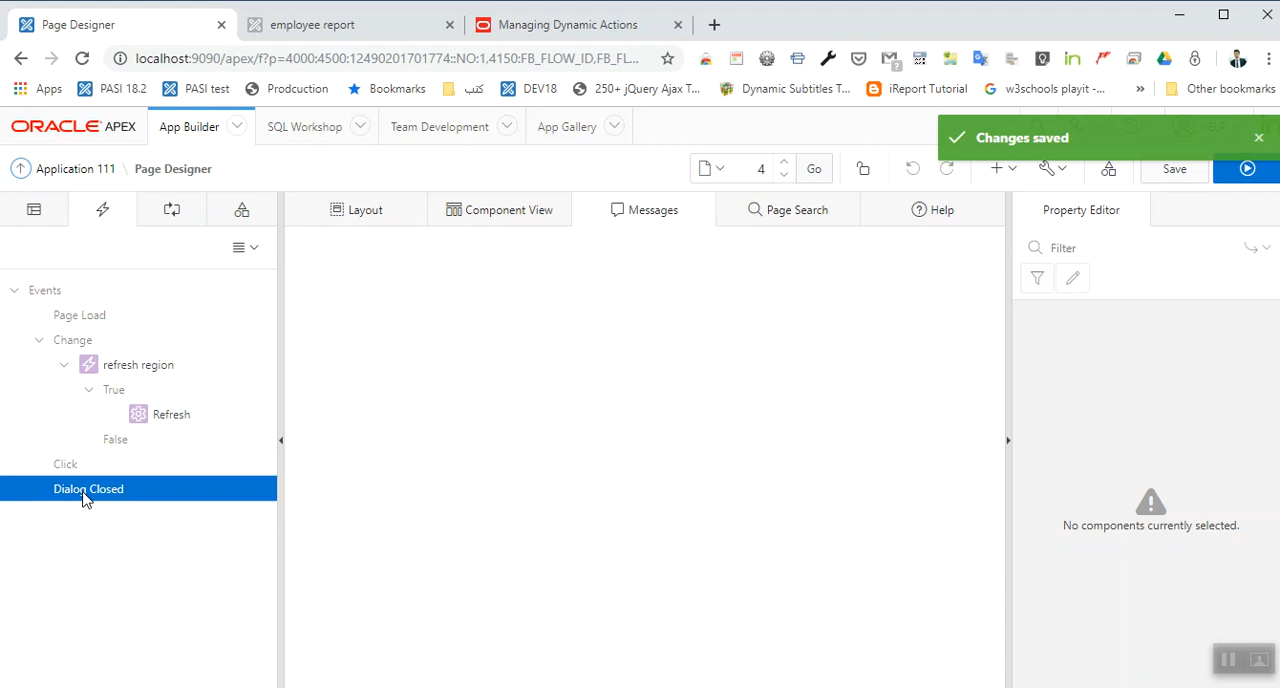 Page Designer
employee report
Managing Dynamic Actions
localhost:9090/apex/f?p=4000:4500:12490201701774::NO:1,4150:FB_FLOW_ID,FB_FL...
Apps
PASI 18.2
PASI test
Prodcuction
Bookmarks
كتب
DEV18
250+ jQuery Ajax T...
Dynamic Subtitles T...
iReport Tutorial
w3schools playit -...
»
Other bookmarks
ORACLE APEX
App Builder
SQL Workshop
Team Development
App Gallery
Changes saved
Application 111 \ Page Designer
4
Go
Save
Layout
Component View
Messages
Page Search
Help
Property Editor
Filter
Events
Page Load
Change
refresh region
True
Refresh
False
Click
Dialog Closed
No components currently selected.